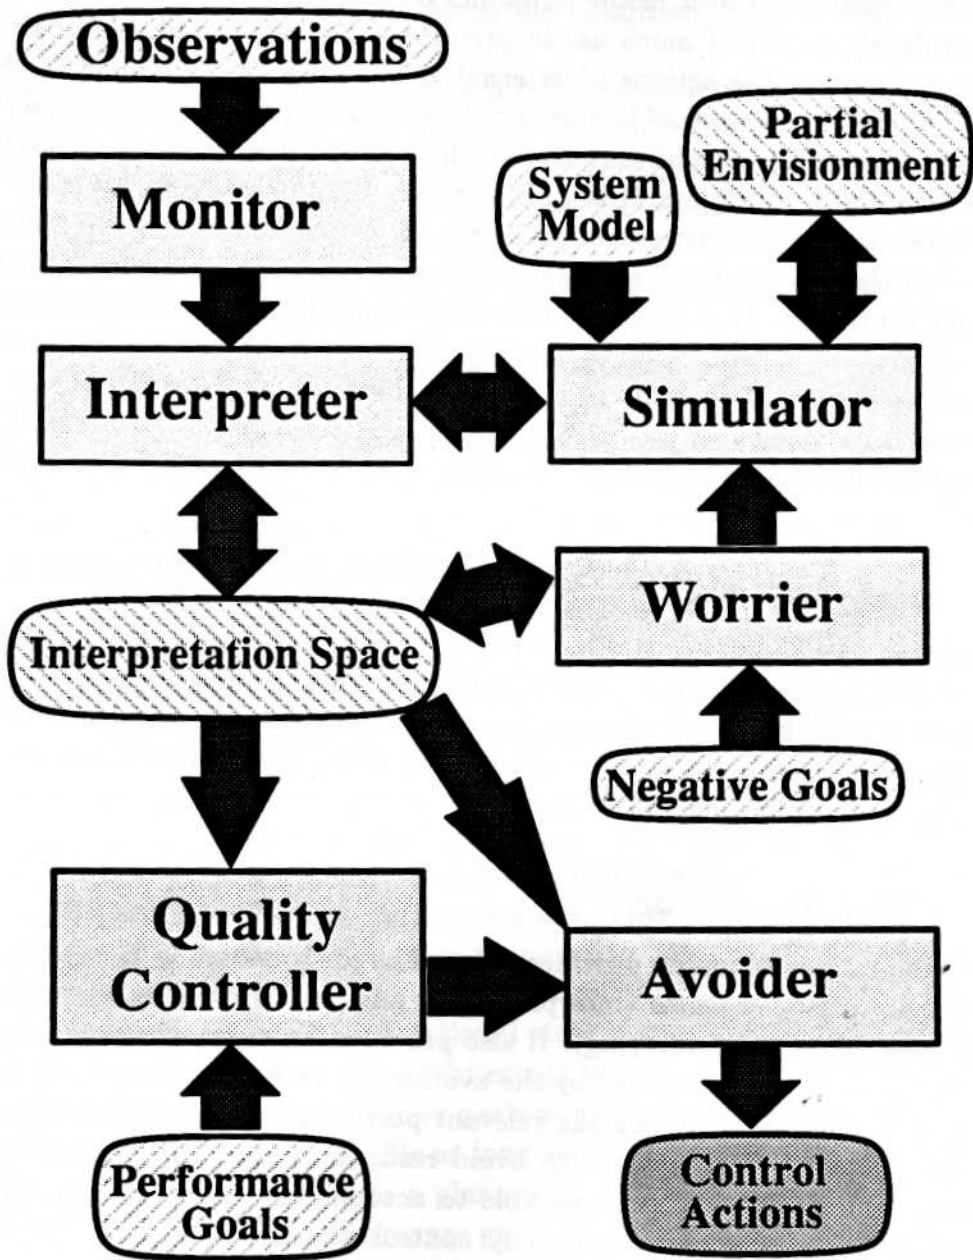 Observations
Partial
Envisionment
System
Model
Monitor
Interpreter
Simulator
Worrier
Interpretation Space
Negative Goals
Quality
Controller
Avoider
Performance
Goals
Control
Actions